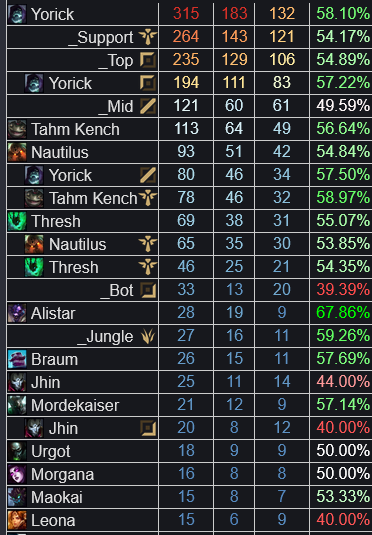 Yorick 315 183 132 58.10%
_Support 264 143 121 54.17%
_Top 235 129 106 54.89%
Yorick 194 111 83 57.22%
_Mid 121 60 61 49.59%
Tahm Kench 113 64 49 56.64%
Nautilus 93 51 42 54.84%
Yorick 80 46 34 57.50%
Tahm Kench 78 46 32 58.97%
Thresh 69 38 31 55.07%
Nautilus 65 35 30 53.85%
Thresh 46 25 21 54.35%
_Bot 33 13 20 39.39%
Alistar 28 19 9 67.86%
_Jungle 27 16 11 59.26%
Braum 26 15 11 57.69%
Jhin 25 11 14 44.00%
Mordekaiser 21 12 9 57.14%
Jhin 20 8 12 40.00%
Urgot 18 9 9 50.00%
Morgana 16 8 8 50.00%
Maokai 15 8 7 53.33%
Leona 15 6 9 40.00%